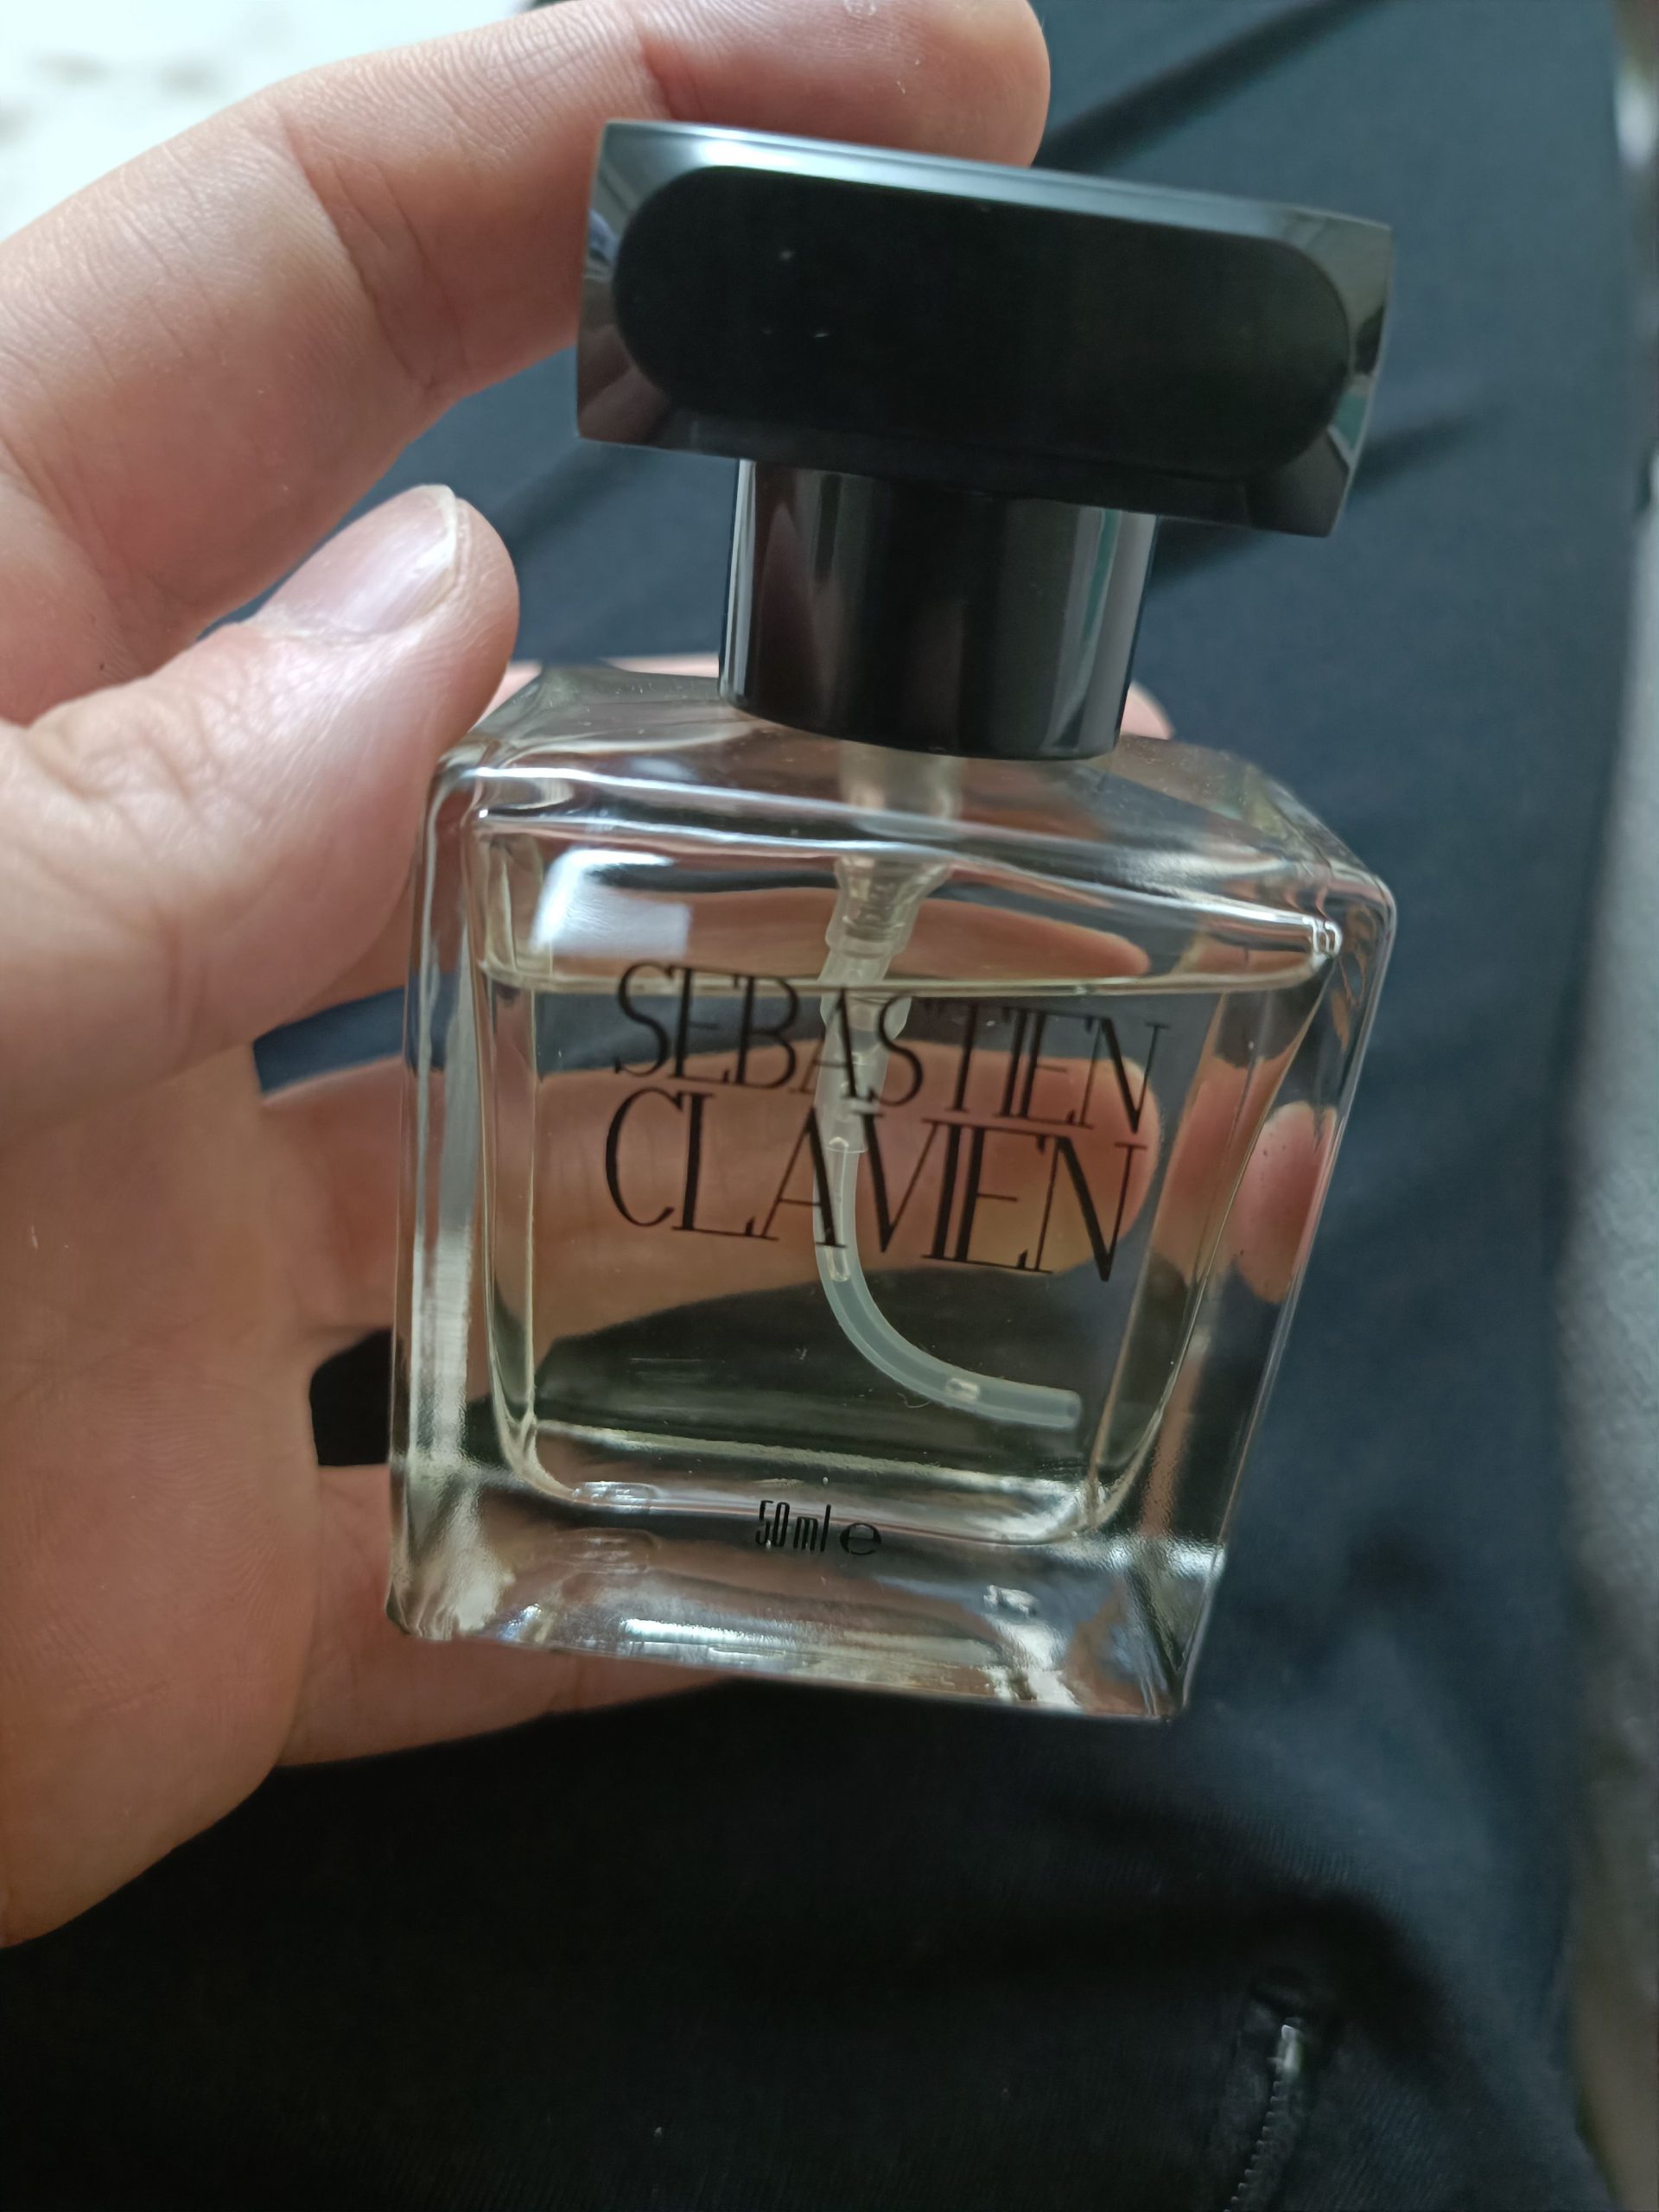 SEBASTIEN
CLAVIEN
50 ml ℮